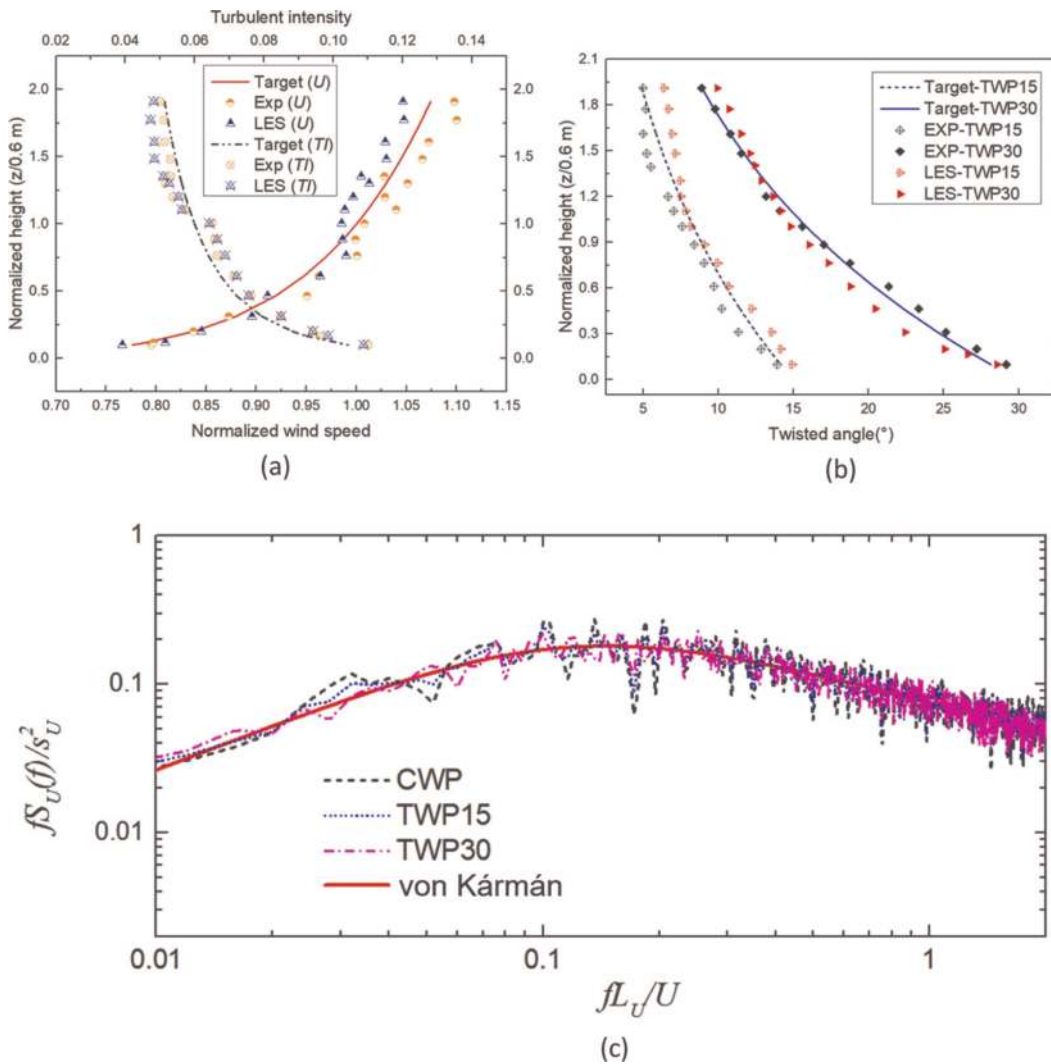 Turbulent intensity
0.02 0.04 0.06 0.08 0.10 0.12 0.14
2.0
1.5
1.0
0.5
0.0
Normalized height (z/0.6 m)
Target (U)
Exp (U)
LES (U)
Target (TI)
Exp (TI)
LES (TI)
2.0
1.5
1.0
0.5
0.0
0.70 0.75 0.80 0.85 0.90 0.95 1.00 1.05 1.10 1.15
Normalized wind speed
(a)
2.1
1.8
1.5
1.2
0.9
0.6
0.3
0.0
Normalized height (z/0.6 m)
Target-TWP15
Target-TWP30
EXP-TWP15
EXP-TWP30
LES-TWP15
LES-TWP30
5 10 15 20 25 30
Twisted angle(°)
(b)
1
0.1
0.01
fS_U(f)/s²_U
CWP
TWP15
TWP30
von Kármán
0.01 0.1 1
fL_U/U
(c)